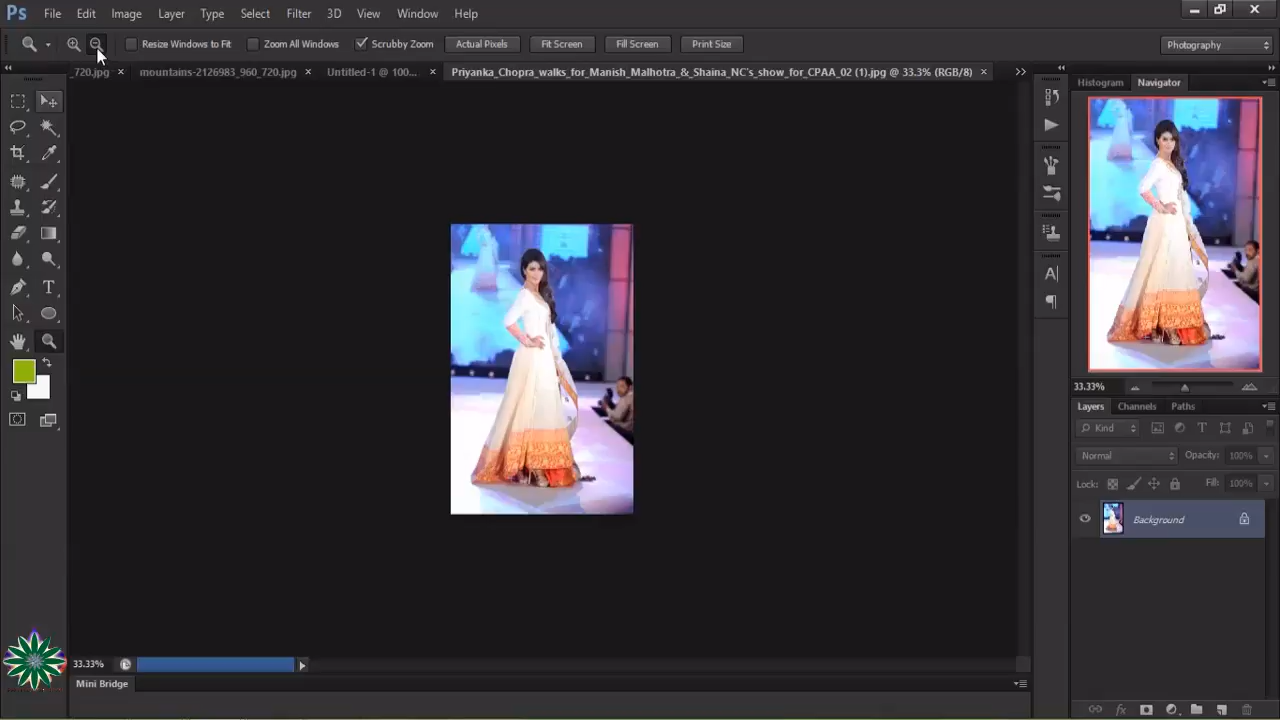 Ps File Edit Image Layer Type Select Filter 3D View Window Help
Resize Windows to Fit Zoom All Windows Scrubby Zoom Actual Pixels Fit Screen Fill Screen Print Size Photography
_720.jpg × mountains-2126983_960_720.jpg × Untitled-1 @ 100... × Priyanka_Chopra_walks_for_Manish_Malhotra_&_Shaina_NC's_show_for_CPAA_02 (1).jpg @ 33.3% (RGB/8) ×
Histogram Navigator
33.33%
Layers Channels Paths
Kind
Normal Opacity: 100%
Lock: Fill: 100%
Background
33.33%
Mini Bridge